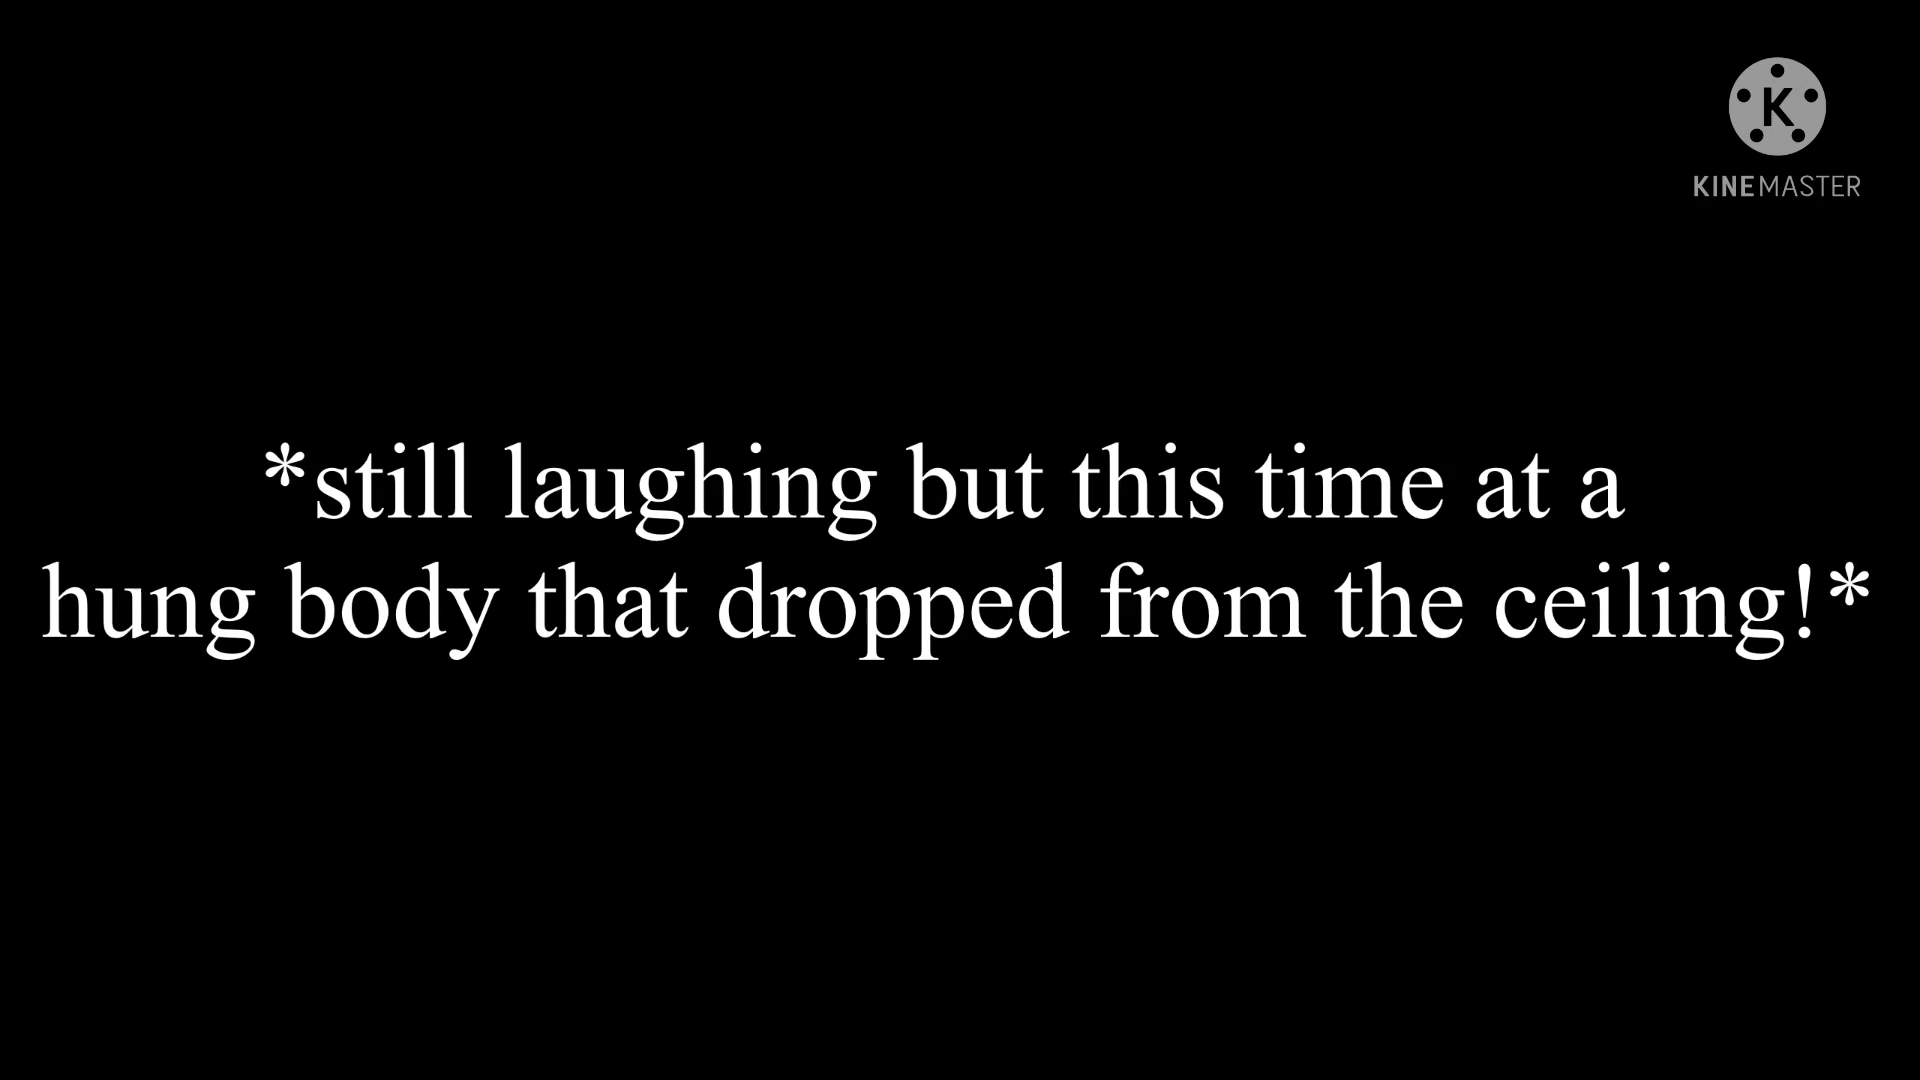 K
KINEMASTER
*still laughing but this time at a
hung body that dropped from the ceiling!*